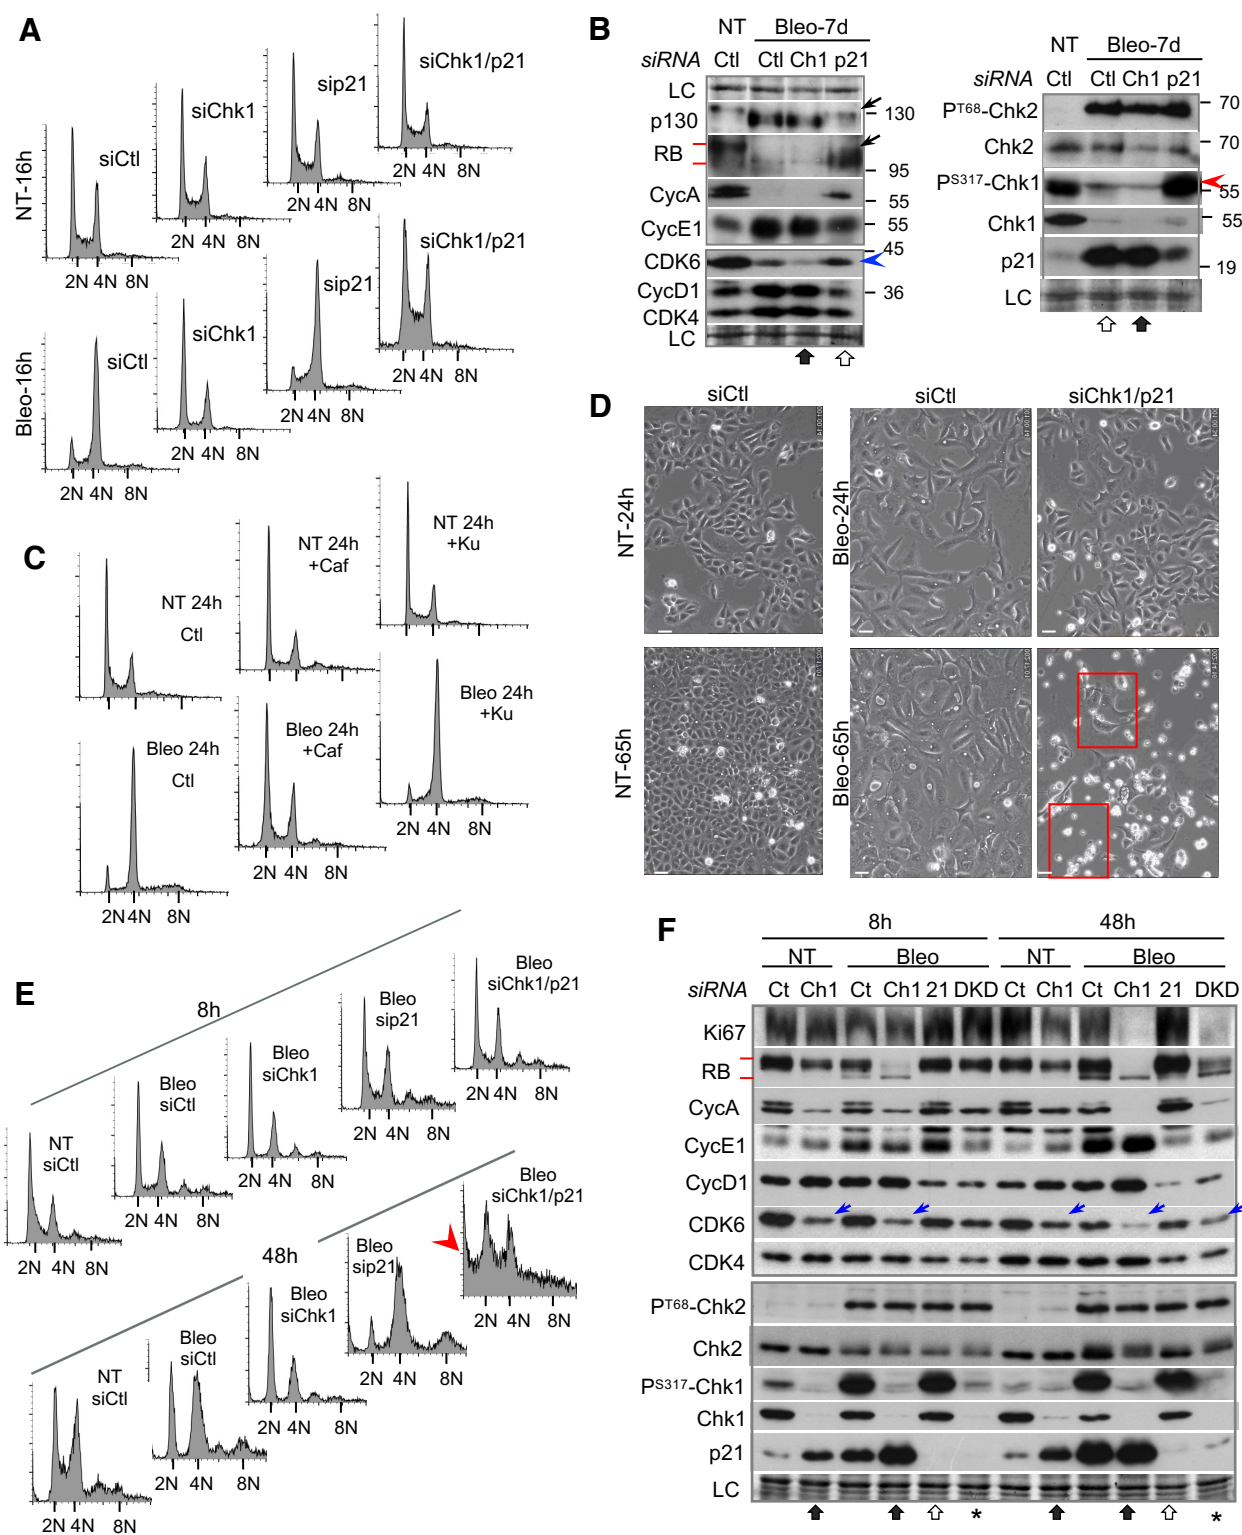 A
NT-16h
siCtl
2N 4N 8N
siChk1
2N 4N 8N
sip21
2N 4N 8N
siChk1/p21
2N 4N 8N
Bleo-16h
siCtl
2N 4N 8N
siChk1
2N 4N 8N
sip21
2N 4N 8N
siChk1/p21
2N 4N 8N
B
NT Bleo-7d
siRNA Ctl Ctl Ch1 p21
LC
p130 130
RB
95
CycA
55
CycE1 55
45
CDK6
CycD1 36
CDK4
LC
NT Bleo-7d
siRNA Ctl Ctl Ch1 p21
PT68-Chk2 70
Chk2 70
PS317-Chk1
55
Chk1 55
p21 19
LC
C
NT 24h
Ctl
NT 24h
+Caf
NT 24h
+Ku
Bleo 24h
Ctl
2N 4N 8N
Bleo 24h
+Caf
2N 4N 8N
Bleo 24h
+Ku
2N 4N 8N
D
siCtl siCtl siChk1/p21
NT-24h
Bleo-24h
NT-65h
Bleo-65h
E
8h
NT
siCtl
2N 4N 8N
Bleo
siCtl
2N 4N 8N
Bleo
siChk1
2N 4N 8N
Bleo
sip21
2N 4N 8N
Bleo
siChk1/p21
2N 4N 8N
48h
NT
siCtl
2N 4N 8N
Bleo
siCtl
2N 4N 8N
Bleo
siChk1
2N 4N 8N
Bleo
sip21
2N 4N 8N
Bleo
siChk1/p21
2N 4N 8N
F
8h 48h
NT Bleo NT Bleo
siRNA Ct Ch1 Ct Ch1 21 DKD Ct Ch1 Ct Ch1 21 DKD
Ki67
RB
CycA
CycE1
CycD1
CDK6
CDK4
PT68-Chk2
Chk2
PS317-Chk1
Chk1
p21
LC
* *